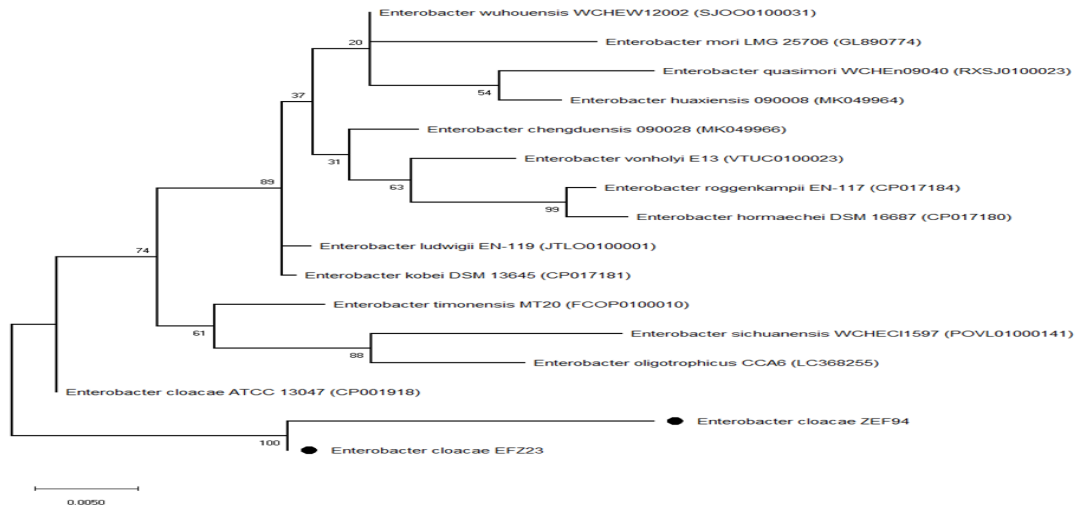 Enterobacter wuhouensis WCHEW12002 (SJOO0100031)
20
Enterobacter mori LMG 25706 (GL890774)
Enterobacter quasimori WCHEn09040 (RXSJ0100023)
54
Enterobacter huaxiensis 090008 (MK049964)
37
Enterobacter chengduensis 090028 (MK049966)
31
Enterobacter vonholyi E13 (VTUC0100023)
63
Enterobacter roggenkampii EN-117 (CP017184)
99
Enterobacter hormaechei DSM 16687 (CP017180)
89
Enterobacter ludwigii EN-119 (JTLO0100001)
74
Enterobacter kobei DSM 13645 (CP017181)
Enterobacter timonensis MT20 (FCOP0100010)
61
Enterobacter sichuanensis WCHECI1597 (POVL01000141)
88
Enterobacter oligotrophicus CCA6 (LC368255)
Enterobacter cloacae ATCC 13047 (CP001918)
Enterobacter cloacae ZEF94
100
Enterobacter cloacae EFZ23
0.0050